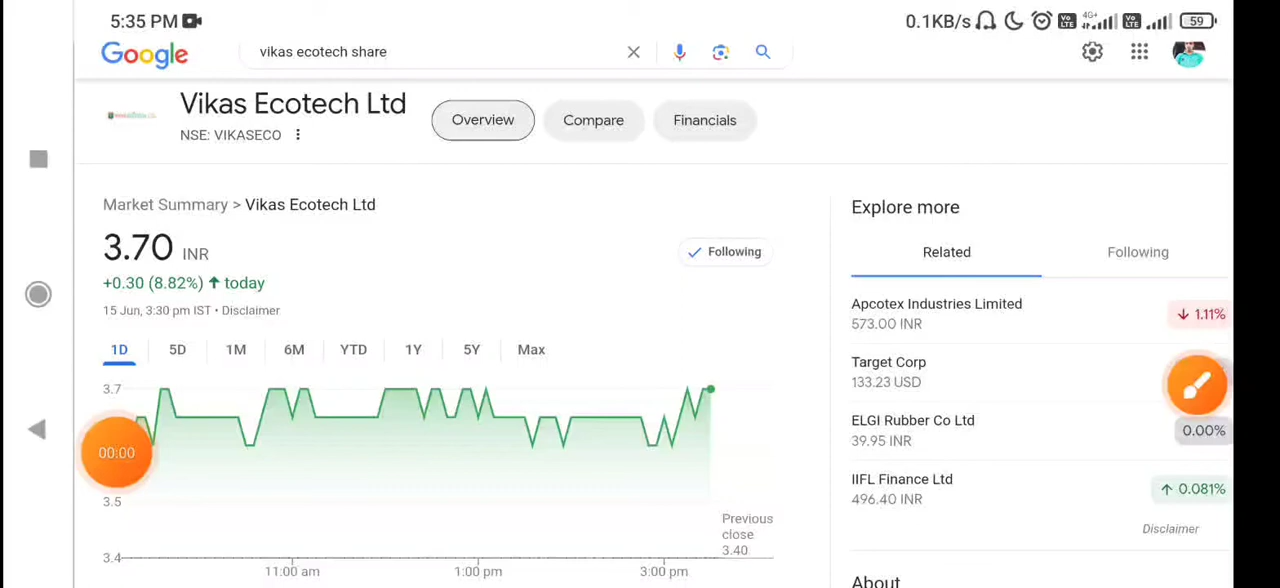 5:35 PM
0.1KB/s
4G+
59
Google
vikas ecotech share
Vikas Ecotech Ltd
NSE: VIKASECO
Overview
Compare
Financials
Market Summary > Vikas Ecotech Ltd
3.70 INR
Following
+0.30 (8.82%) ↑ today
15 Jun, 3:30 pm IST • Disclaimer
1D
5D
1M
6M
YTD
1Y
5Y
Max
3.7
00:00
3.5
3.4
Previous
close
3.40
11:00 am
1:00 pm
3:00 pm
Explore more
Related
Following
Apcotex Industries Limited
573.00 INR
↓ 1.11%
Target Corp
133.23 USD
ELGI Rubber Co Ltd
39.95 INR
0.00%
IIFL Finance Ltd
496.40 INR
↑ 0.081%
Disclaimer
About